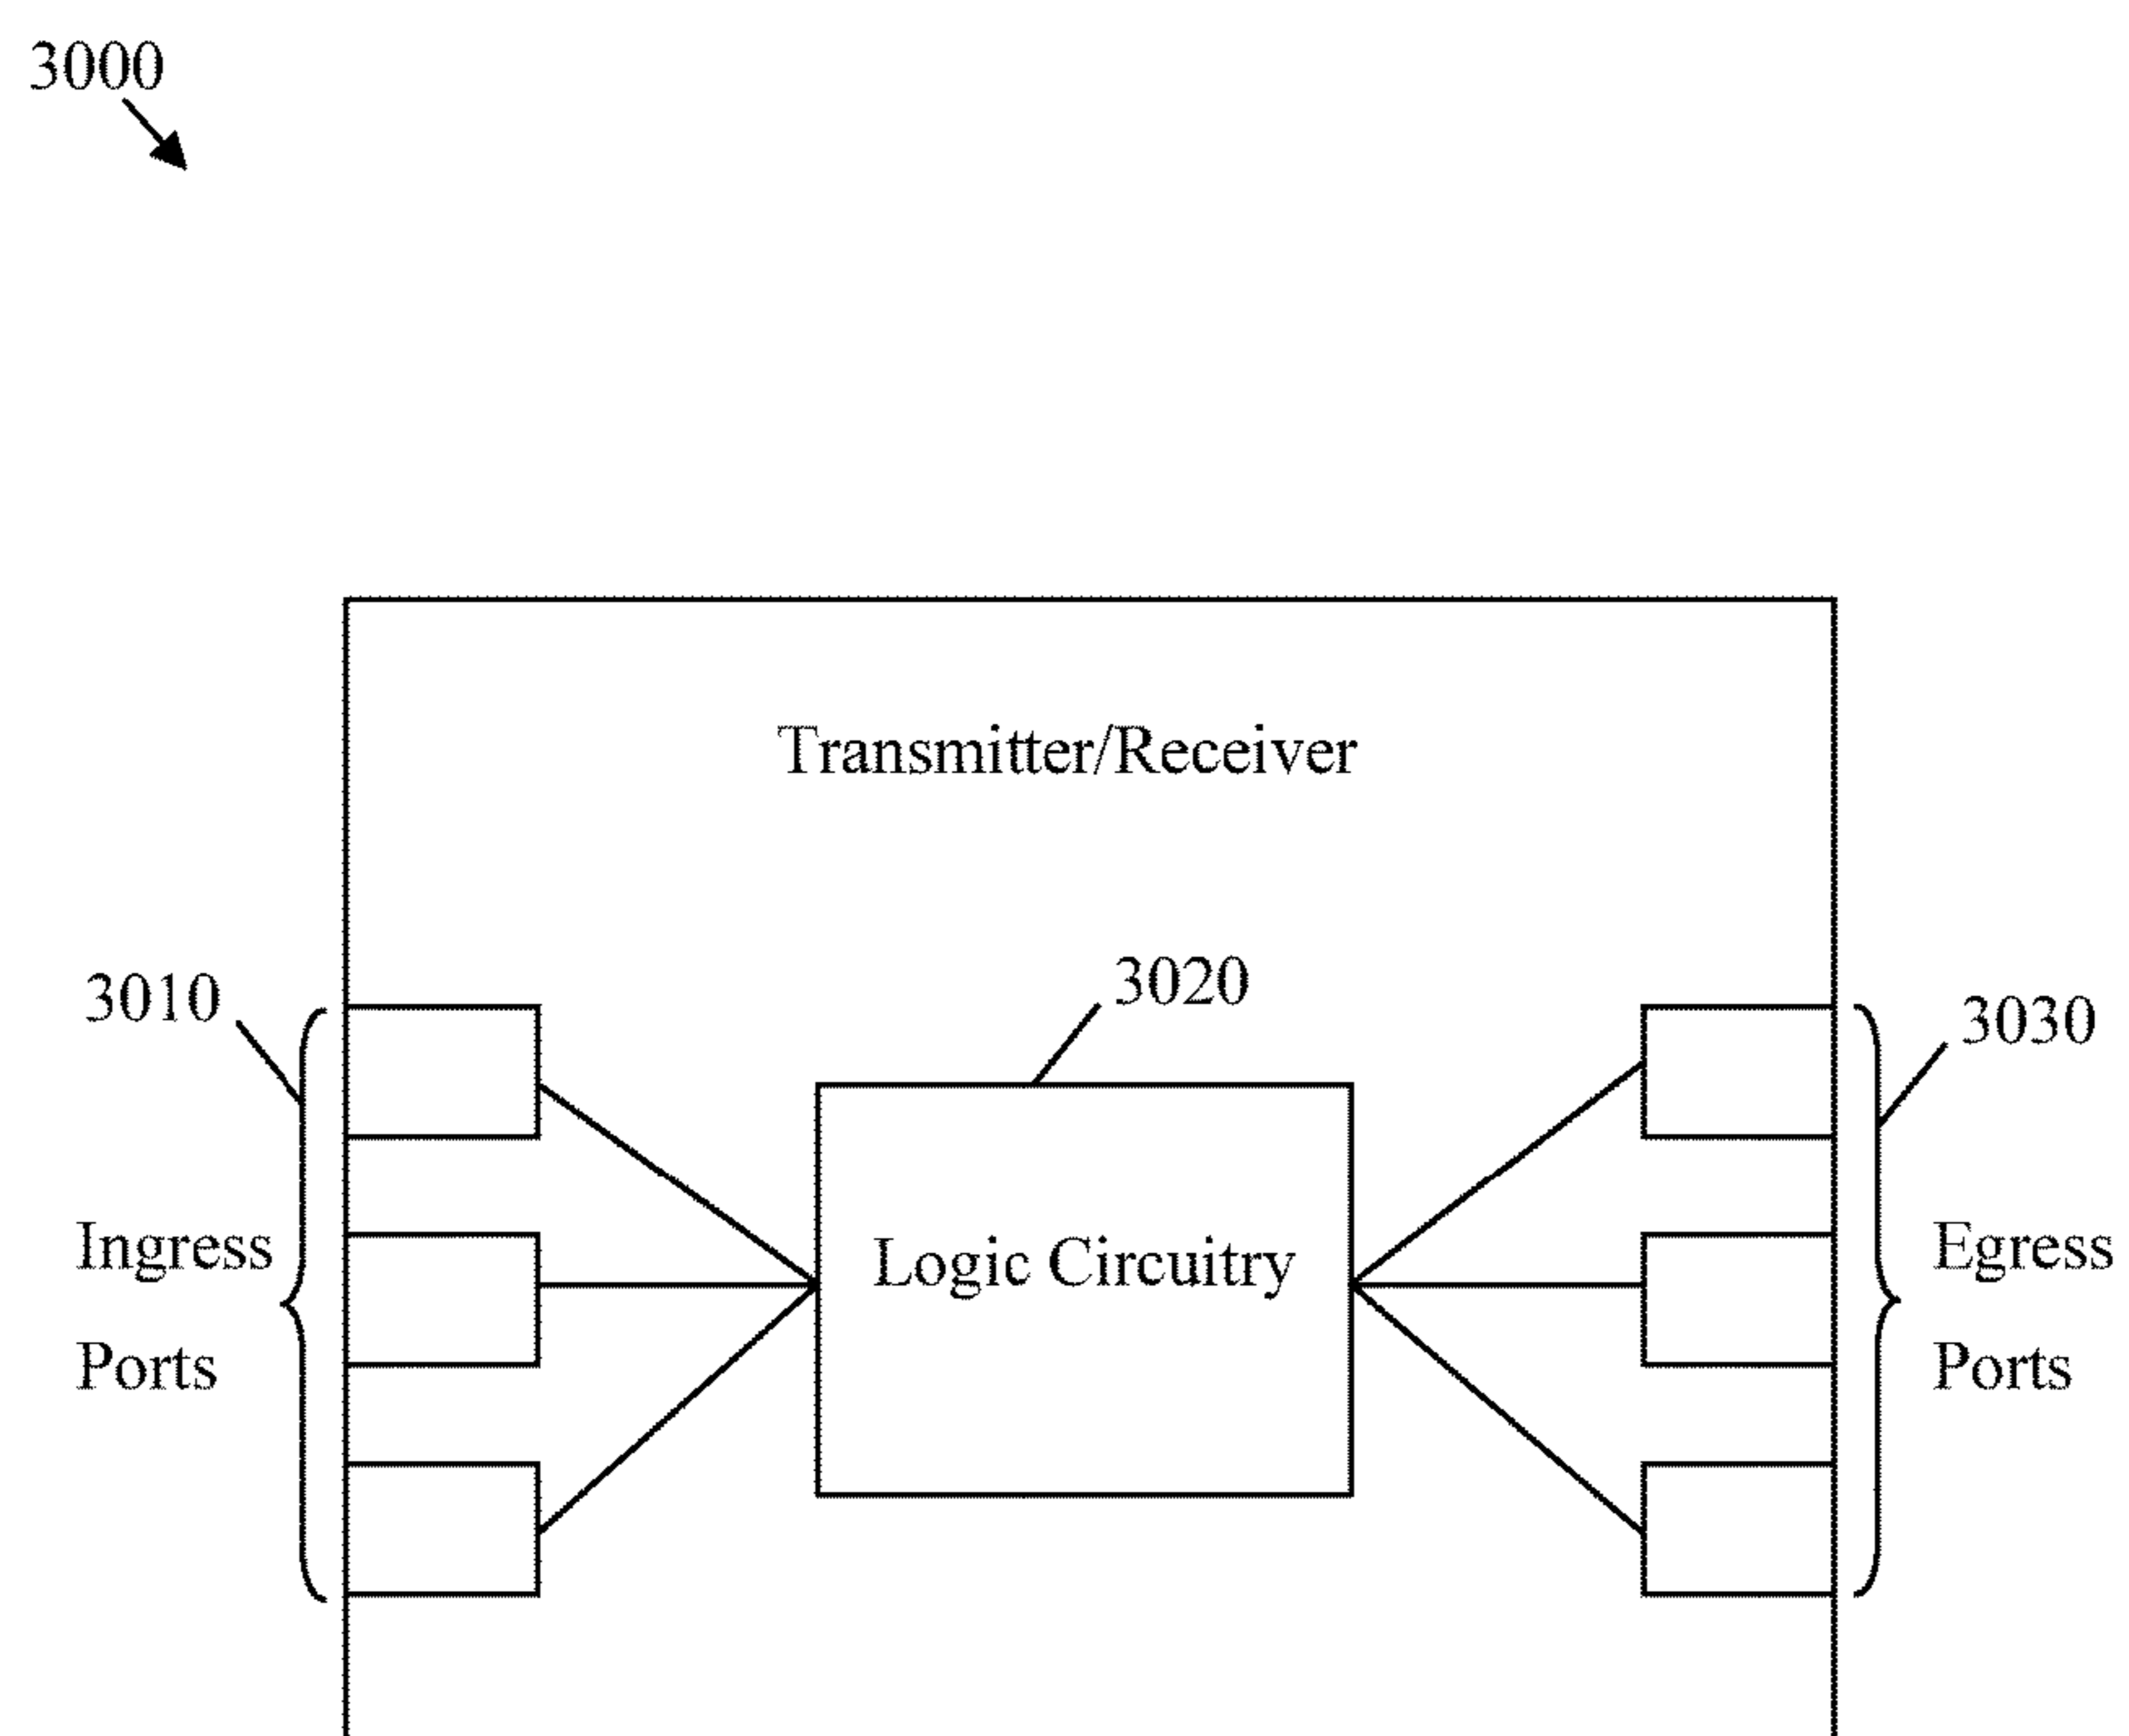 3000
Transmitter/Receiver
3010
3020
3030
Ingress
Ports
Logic Circuitry
Egress
Ports